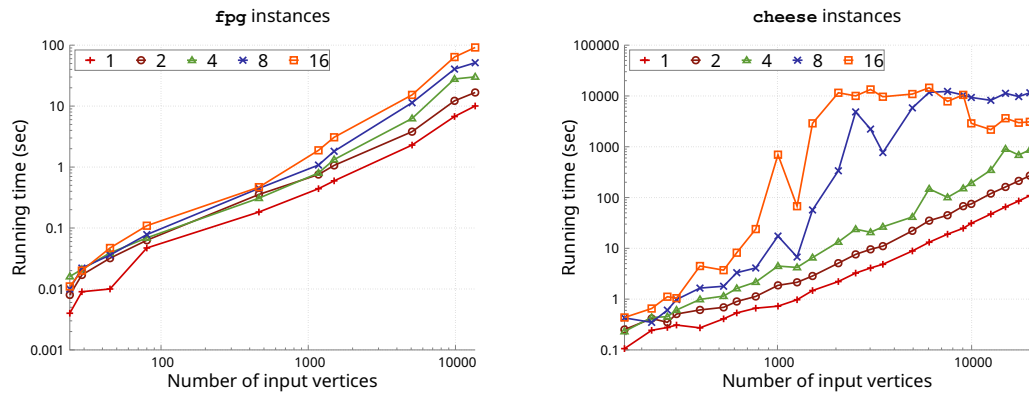 fpg instances
100
10
1
0.1
0.01
0.001
1 2 4 8 16
Running time (sec)
100 1000 10000
Number of input vertices
cheese instances
100000
10000
1000
100
10
1
0.1
1 2 4 8 16
Running time (sec)
1000 10000
Number of input vertices